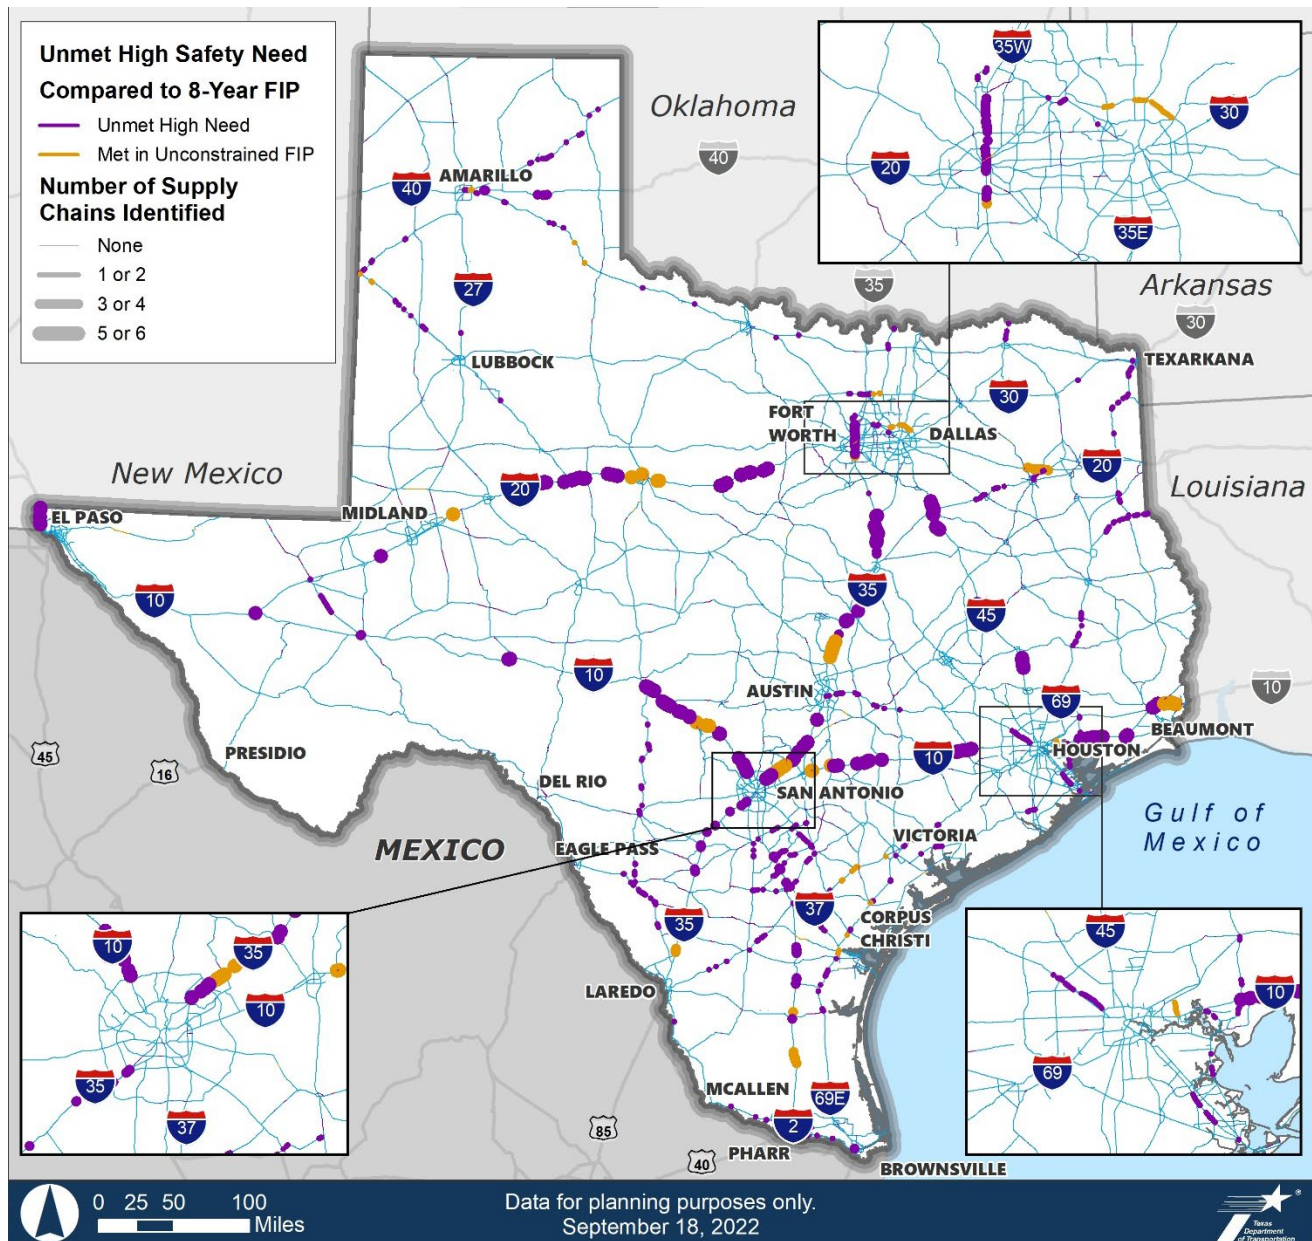 Unmet High Safety Need
Compared to 8-Year FIP
Unmet High Need
Met in Unconstrained FIP
Number of Supply
Chains Identified
None
1 or 2
3 or 4
5 or 6
Oklahoma
40
35W
30
20
35E
AMARILLO
40
27
LUBBOCK
35
Arkansas
30
TEXARKANA
30
FORT
WORTH
DALLAS
New Mexico
20
20
Louisiana
EL PASO
MIDLAND
10
35
45
10
AUSTIN
69
10
BEAUMONT
45
16
PRESIDIO
DEL RIO
10
HOUSTON
SAN ANTONIO
Gulf of
Mexico
MEXICO
EAGLE PASS
VICTORIA
35
37
CORPUS
CHRISTI
LAREDO
10
35
10
35
37
45
10
69
MCALLEN
69E
2
85
PHARR
40
BROWNSVILLE
0 25 50 100
Miles
Data for planning purposes only.
September 18, 2022
Texas
Department
of Transportation
®